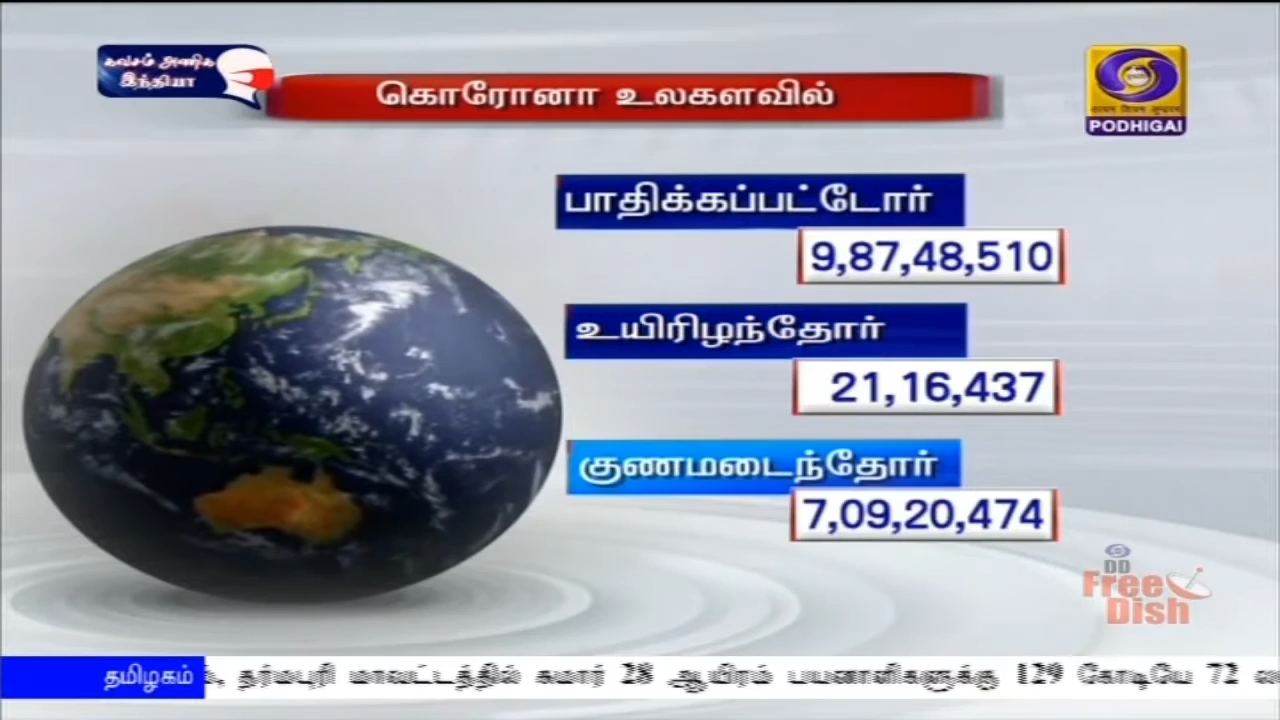 கவசம் அணிக
இந்தியா
கொரோனா உலகளவில்
PODHIGAI
பாதிக்கப்பட்டோர்
9,87,48,510
உயிரிழந்தோர்
21,16,437
குணமடைந்தோர்
7,09,20,474
DD
Free
Dish
தமிழகம்
தர்மபுரி மாவட்டத்தில் சுமார் 28 ஆயிரம் பயனாளிகளுக்கு 129 கோடியே 72